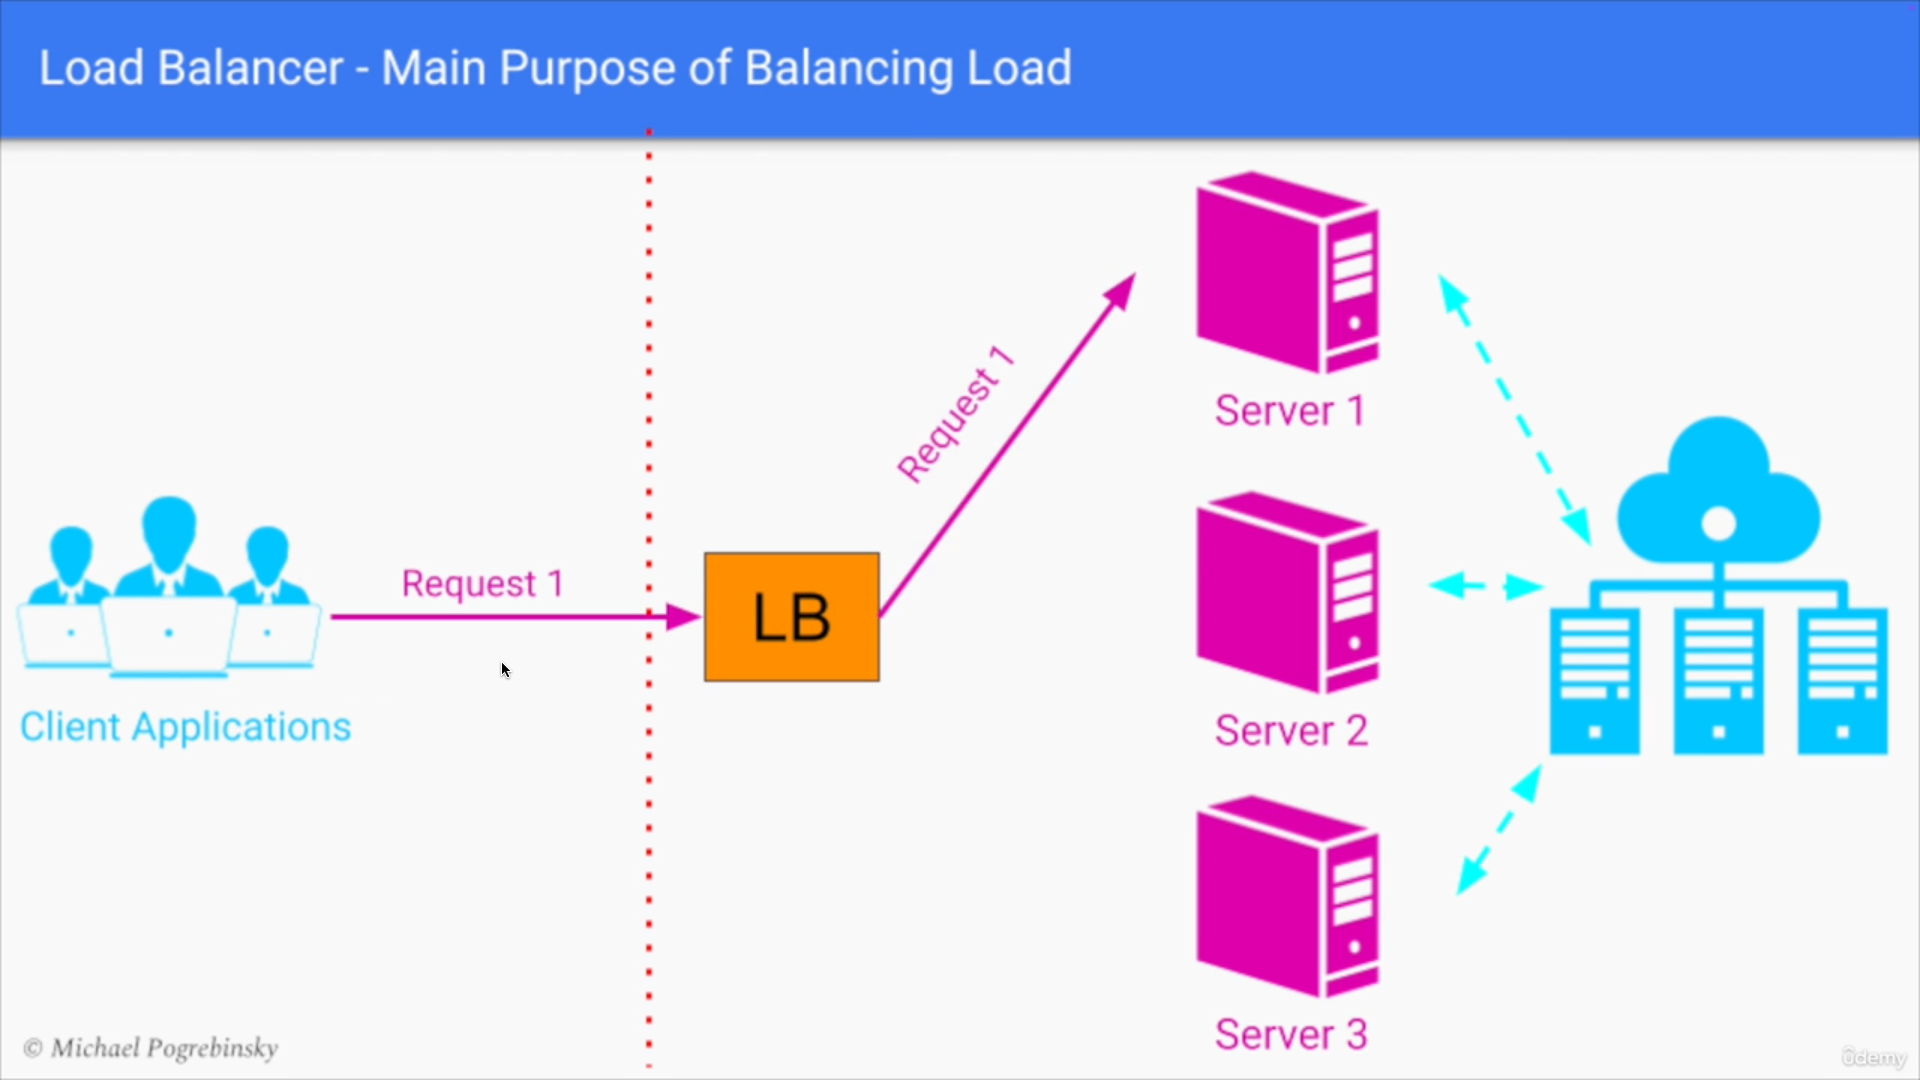 Load Balancer - Main Purpose of Balancing Load
Request 1
Server 1
Request 1
LB
Client Applications
Server 2
Server 3
© Michael Pogrebinsky
ûdemy